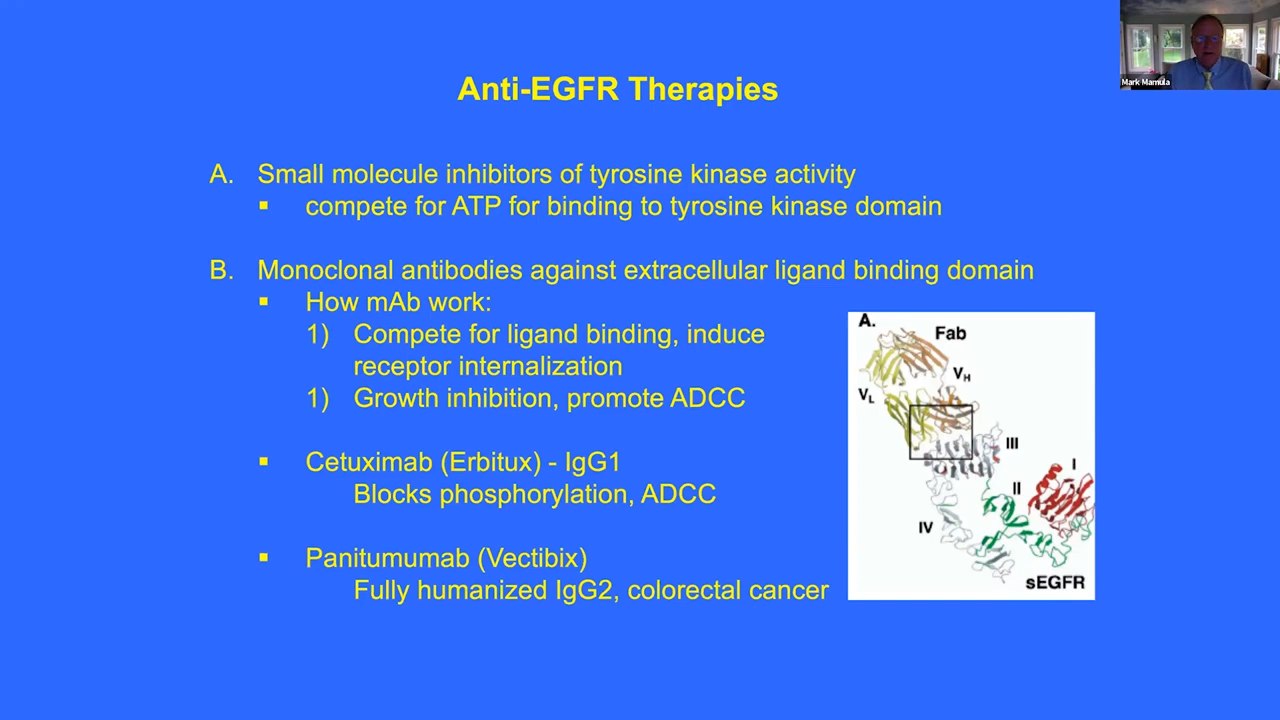 Mark Mamula
Anti-EGFR Therapies
A. Small molecule inhibitors of tyrosine kinase activity
▪ compete for ATP for binding to tyrosine kinase domain
B. Monoclonal antibodies against extracellular ligand binding domain
▪ How mAb work:
1) Compete for ligand binding, induce
receptor internalization
1) Growth inhibition, promote ADCC
▪ Cetuximab (Erbitux) - IgG1
Blocks phosphorylation, ADCC
▪ Panitumumab (Vectibix)
Fully humanized IgG2, colorectal cancer
A.
Fab
VH
VL
III
I
II
IV
sEGFR